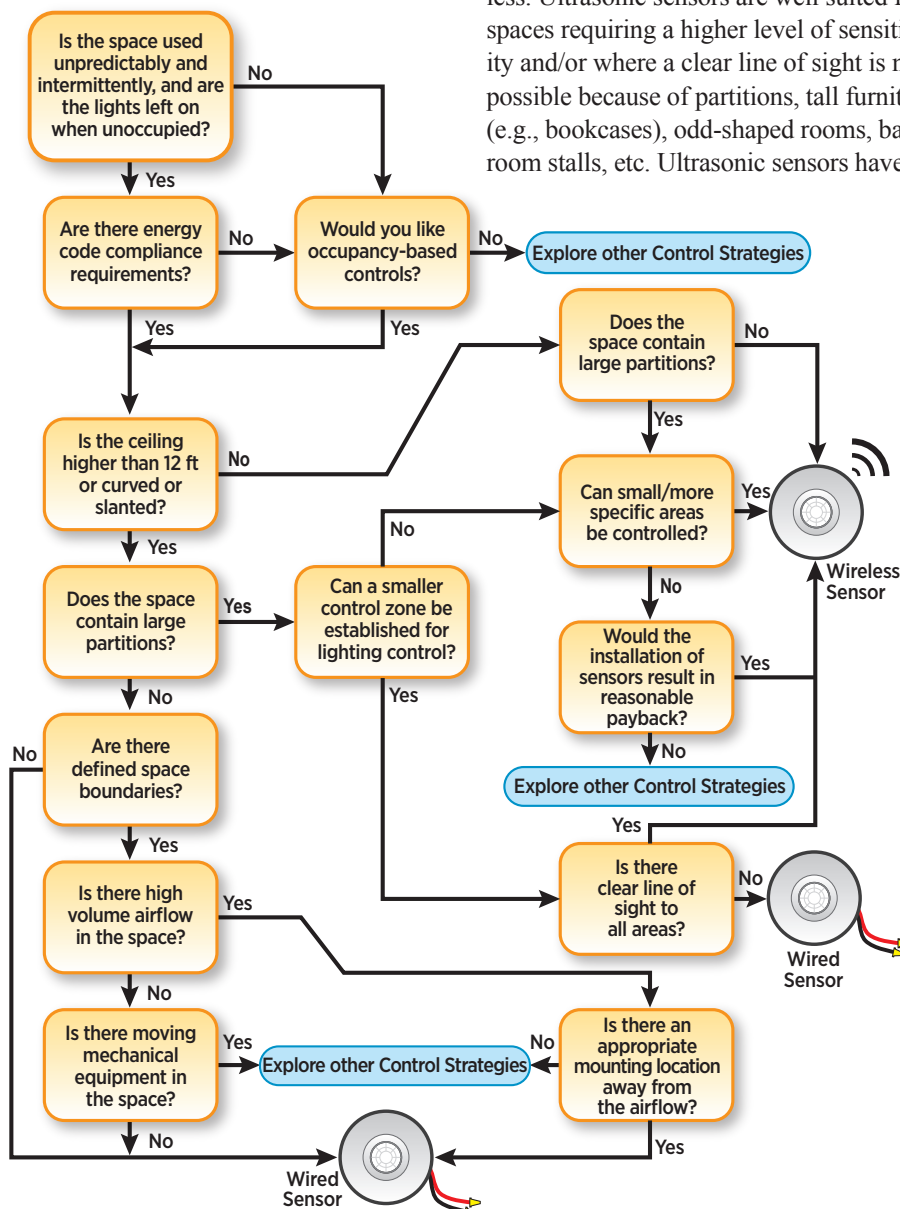 less. Ultrasonic sensors are well suited
spaces requiring a higher level of
ity and/or where a clear line of sight is
possible because of partitions, tall
(e.g., bookcases), odd-shaped rooms,
room stalls, etc. Ultrasonic sensors have
Is the space used
unpredictably and
intermittently, and are
the lights left on
when unoccupied?
No
Yes
Are there energy
code compliance
requirements?
No
Would you like
occupancy-based
controls?
No
Explore other Control Strategies
Yes
Yes
Does the
space contain
large partitions?
No
Yes
Is the ceiling
higher than 12 ft
or curved or
slanted?
No
Can small/more
specific areas
be controlled?
Yes
Wireless
Sensor
No
Yes
Does the space
contain large
partitions?
Yes
Can a smaller
control zone be
established for
lighting control?
No
Yes
Would the
installation of
sensors result in
reasonable
payback?
Yes
No
Explore other Control Strategies
No
Are there
defined space
boundaries?
No
Yes
Is there
clear line of
sight to
all areas?
Yes
No
Wired
Sensor
Is there high
volume airflow
in the space?
Yes
No
Is there moving
mechanical
equipment in
the space?
Yes
Explore other Control Strategies
No
Is there an
appropriate
mounting location
away from
the airflow?
No
Yes
Wired
Sensor